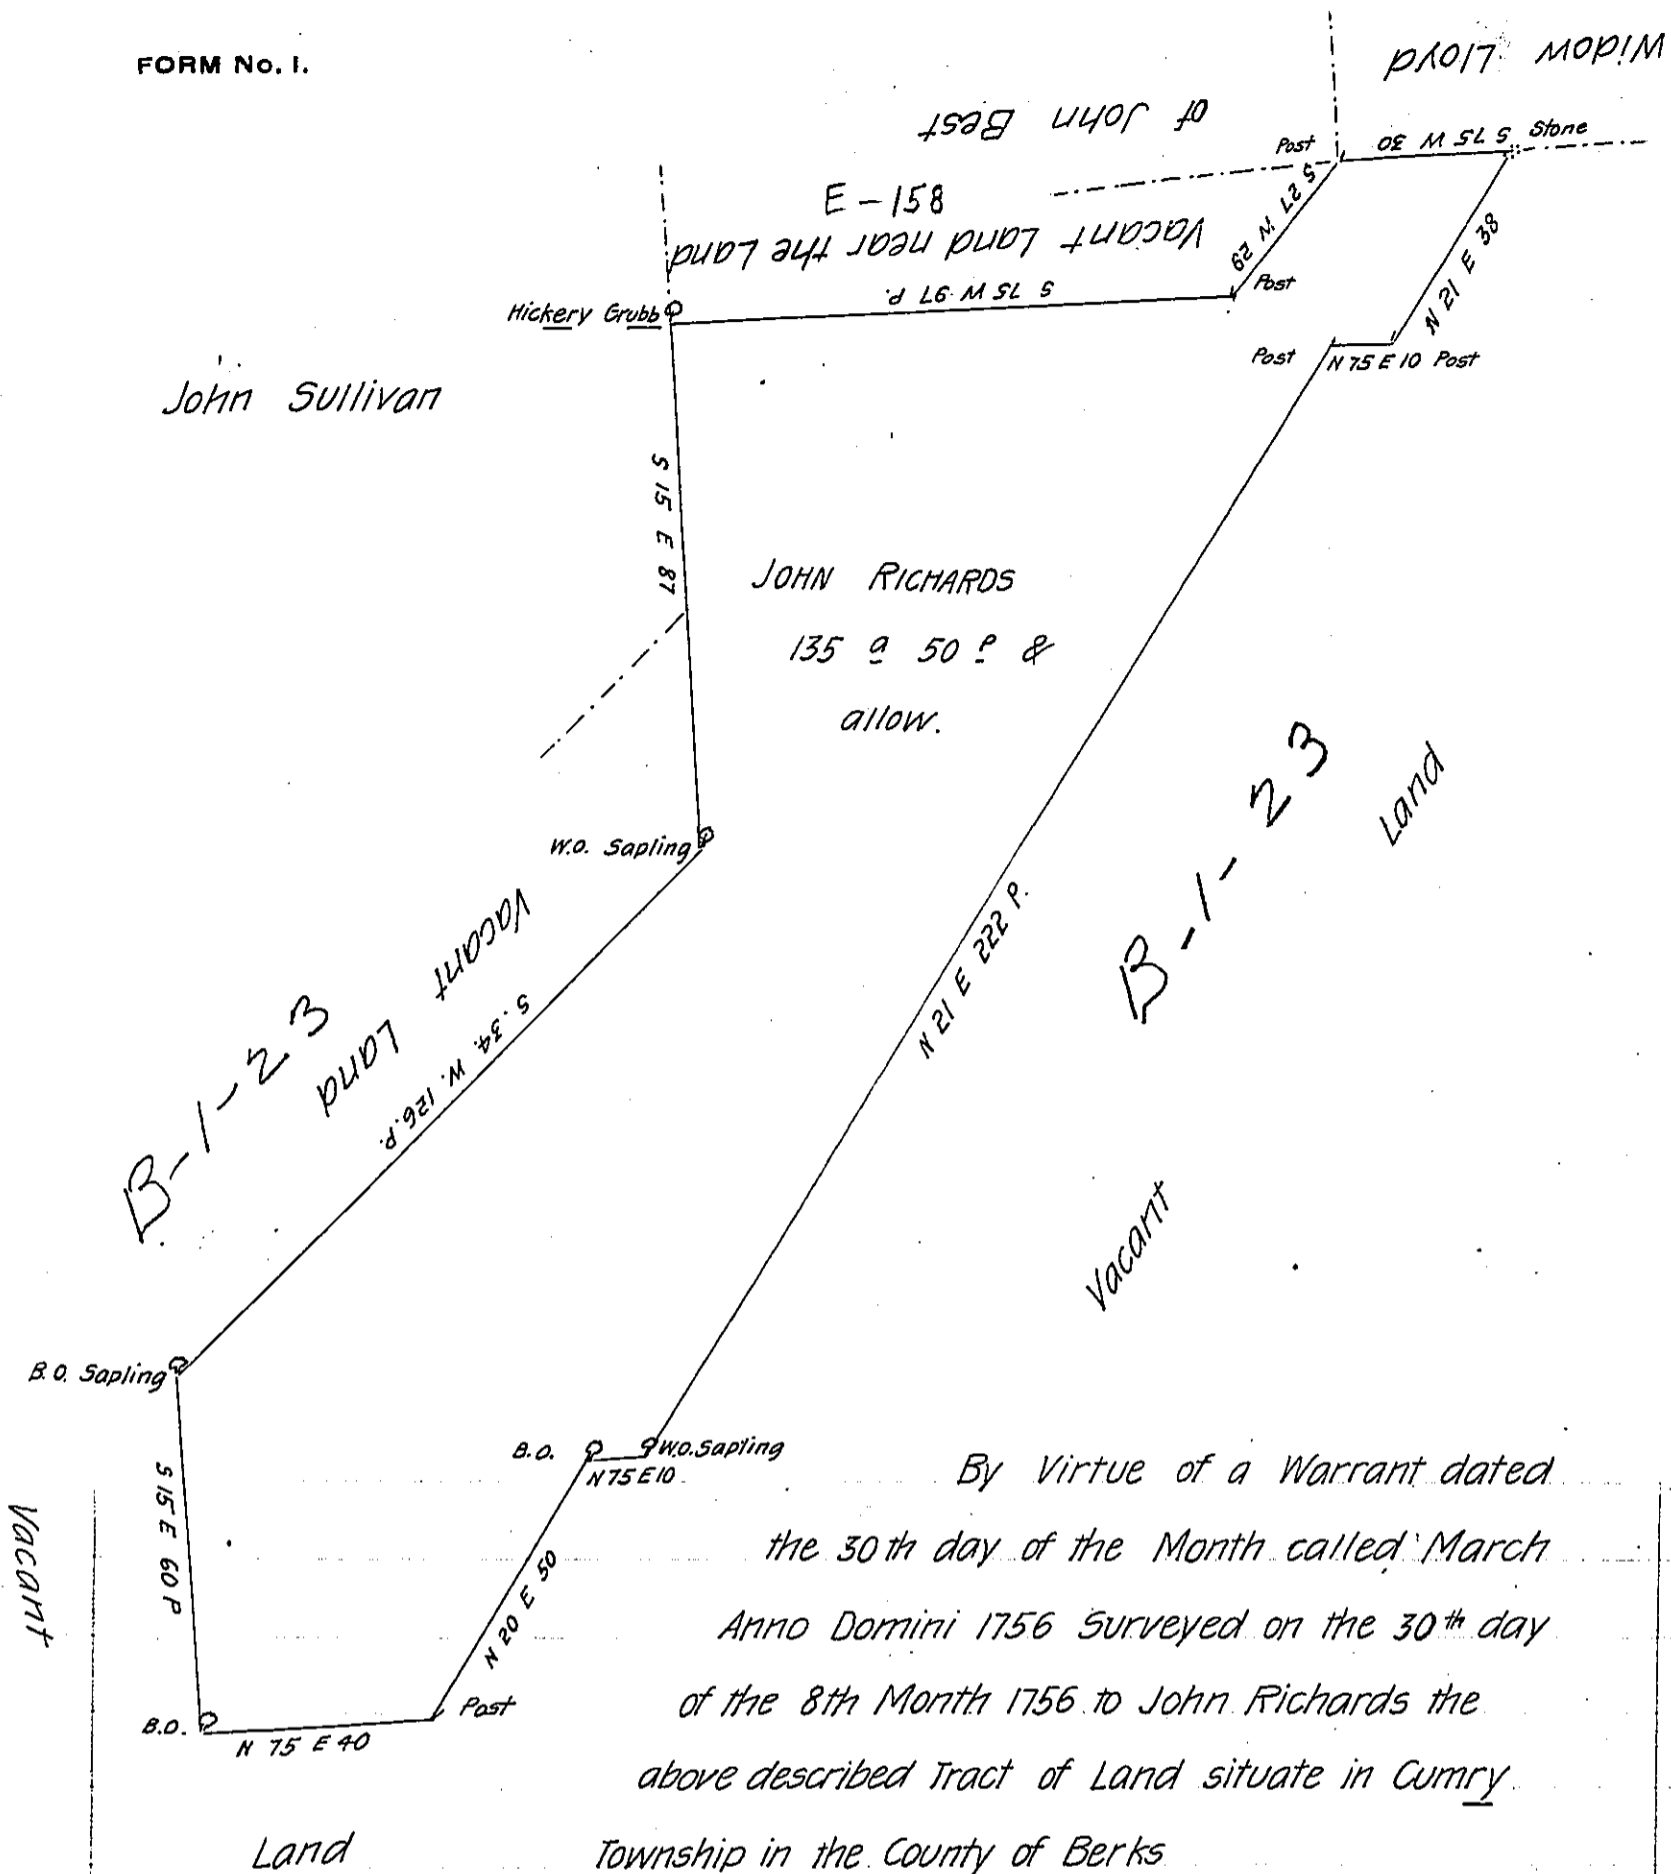 FORM No. 1.
Widow Lloyd
of John Best
Post
S 75 W 30
Stone
E-158
S 27 W 29
Vacant Land near the Land
N 21 E 38
Hickery Grubb
S 75 W 97 P.
Post
Post
N 75 E 10
Post
John Sullivan
S 15 E 87
JOHN RICHARDS
135 a 50 p &
allow.
B-1-23
Land
W.O. Sapling
Vacant
Land
N 21 E 222 P.
B-1-23
S. 34. W. 126. P.
Vacant
B.O. Sapling
B.O.
W.O. Sapling
N 75 E 10
S 15 E 60 P
Vacant
N 20 E 50
Post
B.O.
N 75 E 40
Land
By Virtue of a Warrant dated
the 30th day of the Month called March
Anno Domini 1756 Surveyed on the 30th day
of the 8th Month 1756 to John Richards the
above described Tract of Land situate in Cumry
Township in the County of Berks